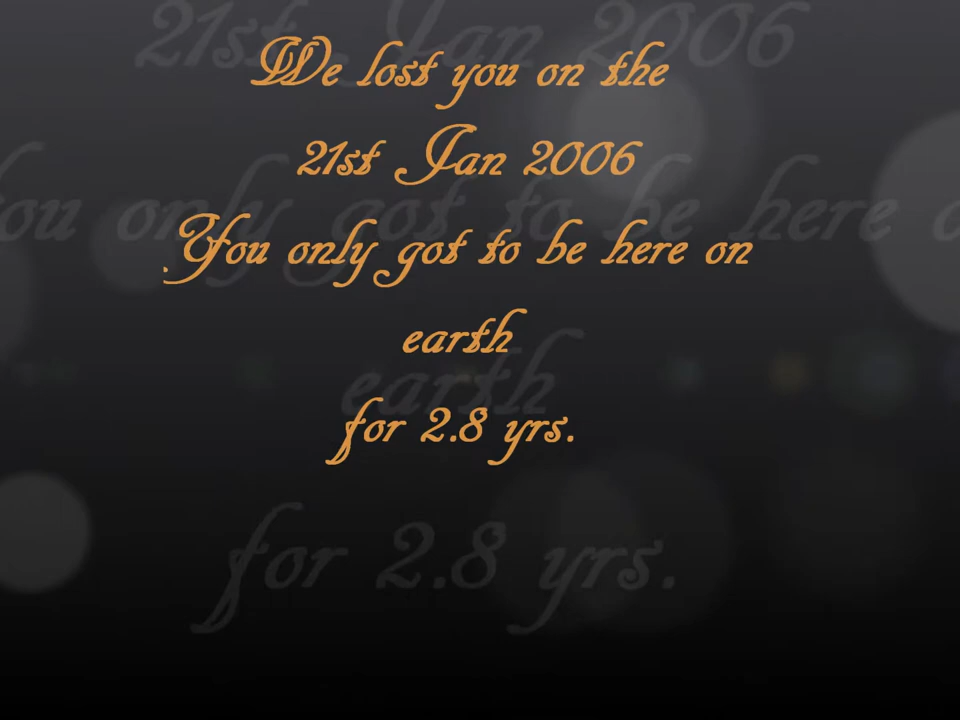 We lost you on the
21st Jan 2006
You only got to be here on
earth
for 2.8 yrs.